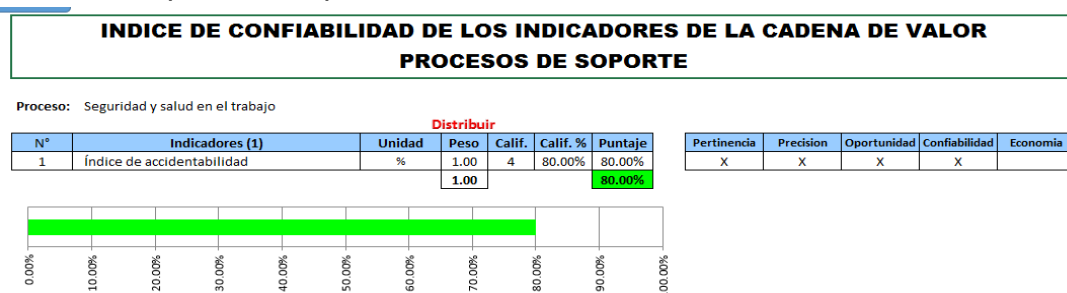 INDICE DE CONFIABILIDAD DE LOS INDICADORES DE LA CADENA DE VALOR
PROCESOS DE SOPORTE
Proceso: Seguridad y salud en el trabajo
Distribuir
N° Indicadores (1) Unidad Peso Calif. Calif. % Puntaje Pertinencia Precision Oportunidad Confiabilidad Economia
1 Índice de accidentabilidad % 1.00 4 80.00% 80.00% X X X X
1.00 80.00%
0.00% 10.00% 20.00% 30.00% 40.00% 50.00% 60.00% 70.00% 80.00% 90.00% 00.00%